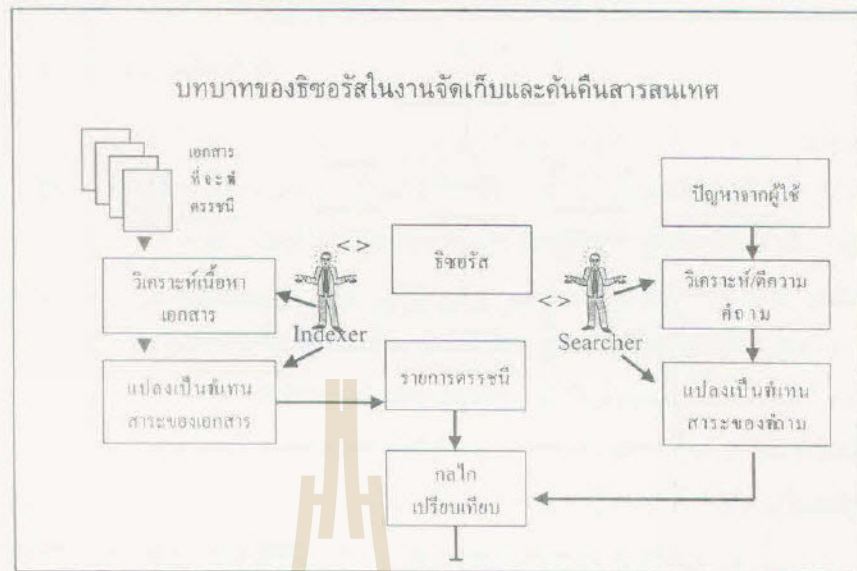 บทบาทของธิซอรัสในงานจัดเก็บและค้นคืนสารสนเทศ
เอกสาร
ที่จะทำ
ดรรชนี
ปัญหาจากผู้ใช้
< >
ธิซอรัส
วิเคราะห์เนื้อหา
เอกสาร
Indexer
< >
Searcher
วิเคราะห์/ตีความ
คำถาม
แปลงเป็นตัวแทน
สาระของเอกสาร
รายการดรรชนี
แปลงเป็นตัวแทน
สาระของคำถาม
กลไก
เปรียบเทียบ